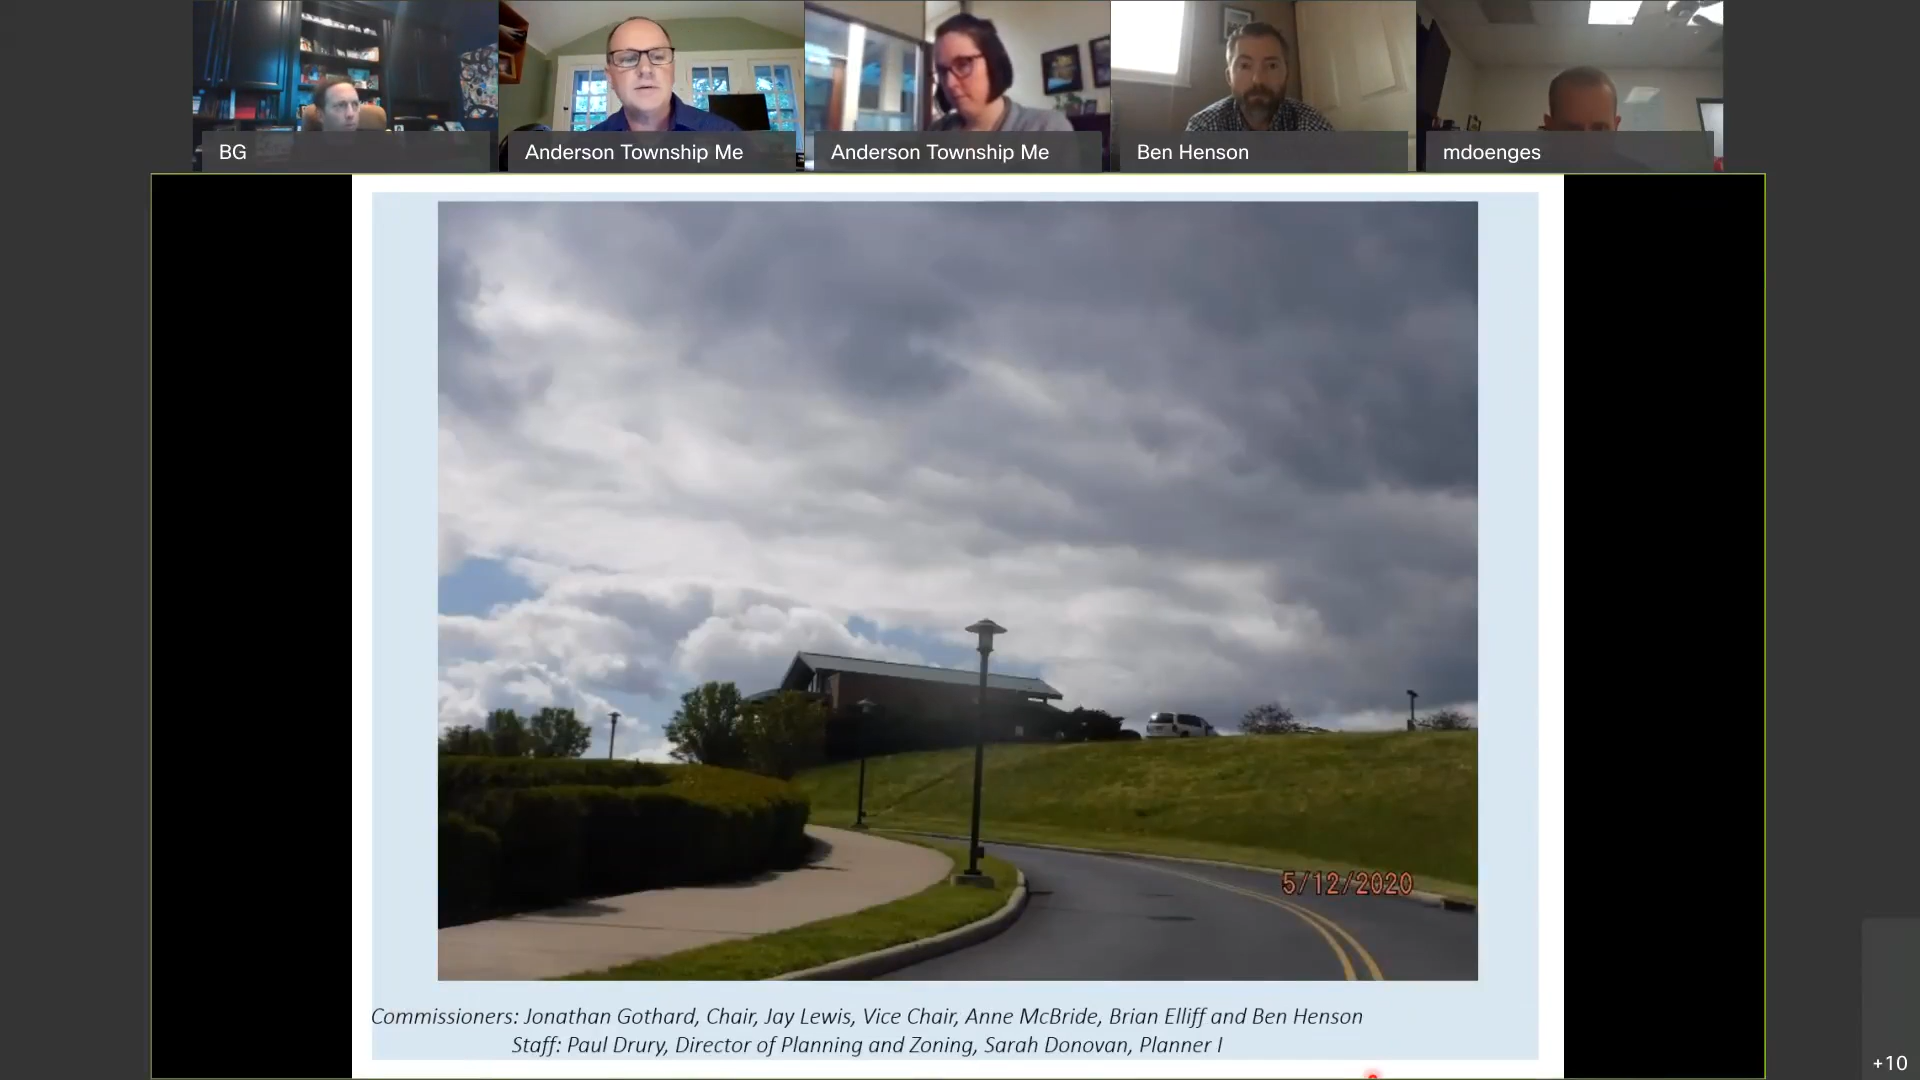 BG
Anderson Township Me
Anderson Township Me
Ben Henson
mdoenges
5/12/2020
Commissioners: Jonathan Gothard, Chair, Jay Lewis, Vice Chair, Anne McBride, Brian Elliff and Ben Henson
Staff: Paul Drury, Director of Planning and Zoning, Sarah Donovan, Planner I
+10